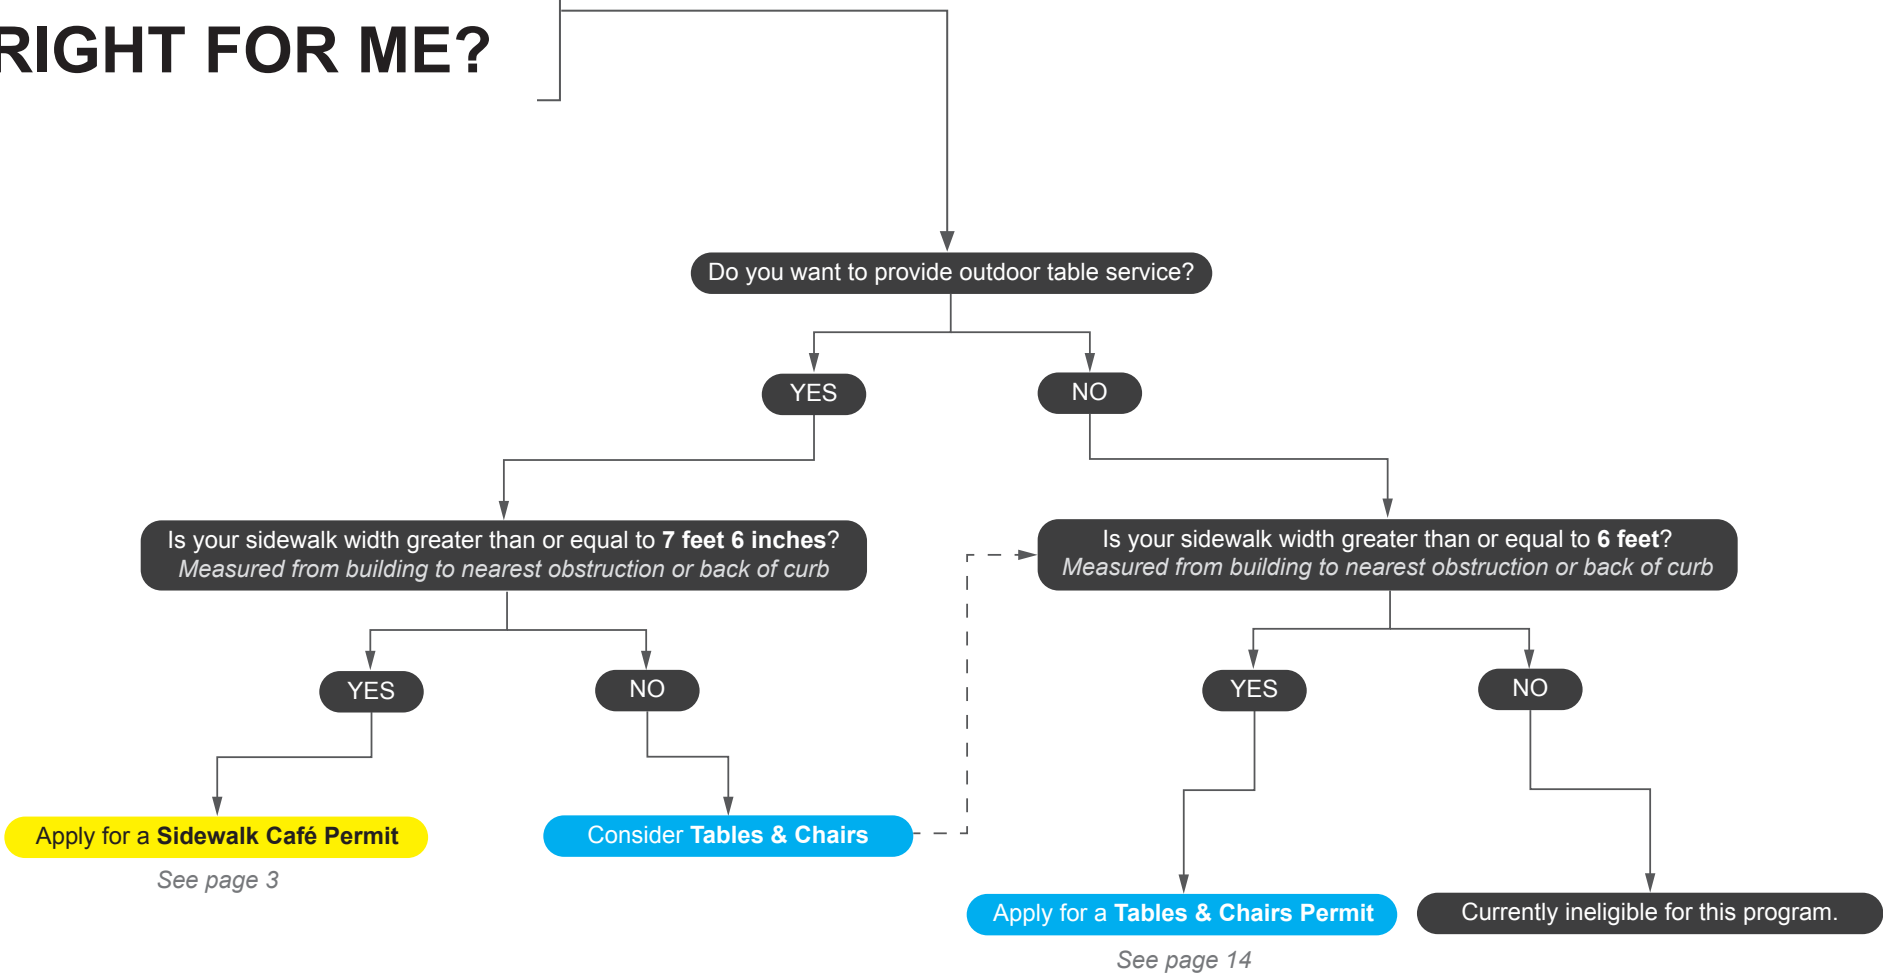 RIGHT FOR ME?
Do you want to provide outdoor table service?
YES
NO
Is your sidewalk width greater than or equal to 7 feet 6 inches?
Measured from building to nearest obstruction or back of curb
Is your sidewalk width greater than or equal to 6 feet?
Measured from building to nearest obstruction or back of curb
YES
NO
YES
NO
Apply for a Sidewalk Café Permit
See page 3
Consider Tables & Chairs
Apply for a Tables & Chairs Permit
See page 14
Currently ineligible for this program.